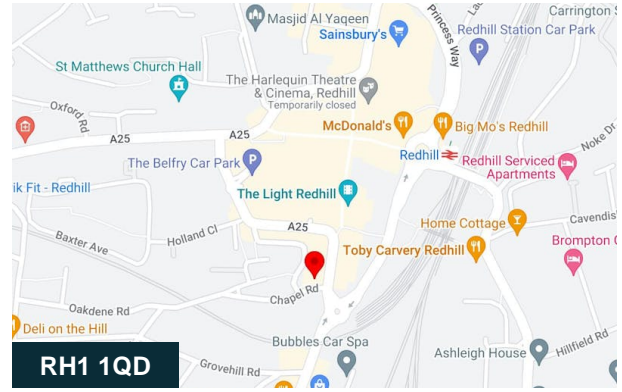 Masjid Al Yaqeen
Carrington S
Princess Way
Lad
Sainsbury's
Redhill Station Car Park
St Matthews Church Hall
The Harlequin Theatre
& Cinema, Redhill
Temporarily closed
Oxford Rd
A25
A25
McDonald's
Big Mo's Redhill
Noke Dr
The Belfry Car Park
Redhill
Redhill Serviced
Apartments
ik Fit - Redhill
The Light Redhill
A25
Home Cottage
Cavendis
Holland Cl
Baxter Ave
Toby Carvery Redhill
Brompton C
Chapel Rd
Oakdene Rd
Deli on the Hill
Bubbles Car Spa
Hillfield Rd
Ashleigh House
Grovehill Rd
RH1 1QD